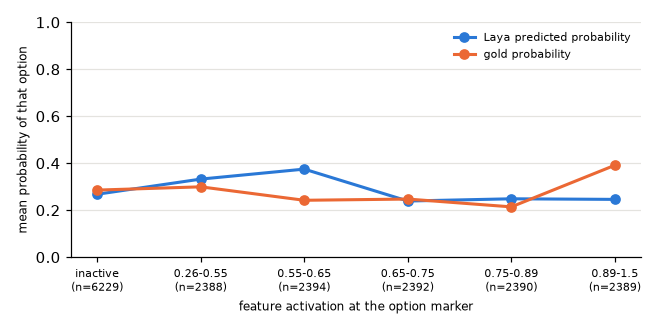 1.0
0.8
0.6
0.4
0.2
0.0
mean probability of that option
Laya predicted probability
gold probability
inactive
(n=6229)
0.26-0.55
(n=2388)
0.55-0.65
(n=2394)
0.65-0.75
(n=2392)
0.75-0.89
(n=2390)
0.89-1.5
(n=2389)
feature activation at the option marker